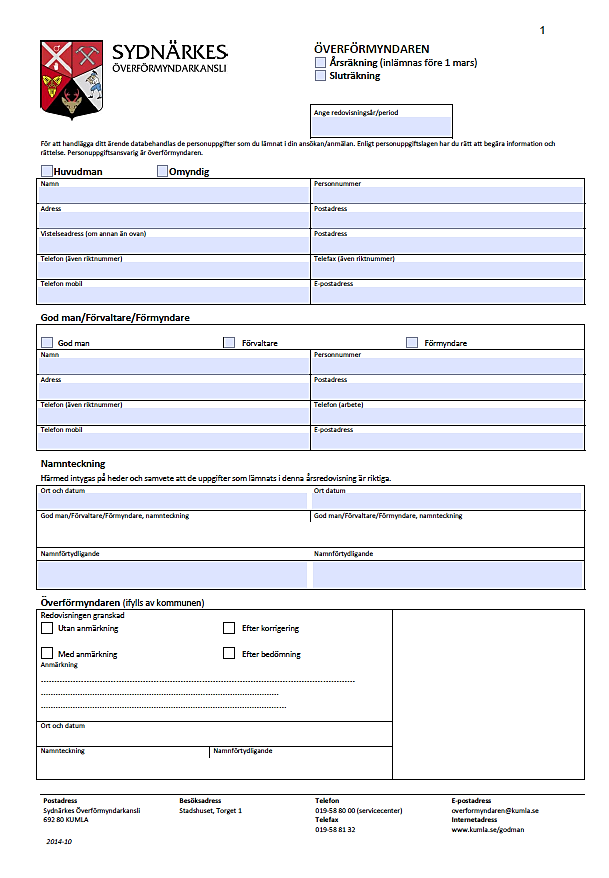 1
SYDNÄRKES
ÖVERFÖRMYNDARKANSLI
ÖVERFÖRMYNDAREN
Årsräkning (inlämnas före 1 mars)
Sluträkning
Ange redovisningsår/period
För att handlägga ditt ärende databehandlas de personuppgifter som du lämnat i din ansökan/anmälan. Enligt personuppgiftslagen har du rätt att begära information och
rättelse. Personuppgiftsansvarig är överförmyndaren.
Huvudman Omyndig
Namn Personnummer
Adress Postadress
Vistelseadress (om annan än ovan) Postadress
Telefon (även riktnummer) Telefax (även riktnummer)
Telefon mobil E-postadress
God man/Förvaltare/Förmyndare
God man Förvaltare Förmyndare
Namn Personnummer
Adress Postadress
Telefon (även riktnummer) Telefon (arbete)
Telefon mobil E-postadress
Namnteckning
Härmed intygas på heder och samvete att de uppgifter som lämnats i denna årsredovisning är riktiga.
Ort och datum Ort datum
God man/Förvaltare/Förmyndare, namnteckning God man/Förvaltare/Förmyndare, namnteckning
Namnförtydligande Namnförtydligande
Överförmyndaren (ifylls av kommunen)
Redovisningen granskad
Utan anmärkning Efter korrigering
Med anmärkning Efter bedömning
Anmärkning
Ort och datum
Namnteckning Namnförtydligande
Postadress Besöksadress Telefon E-postadress
Sydnärkes Överförmyndarkansli Stadshuset, Torget 1 019-58 80 00 (servicecenter) overformyndaren@kumla.se
692 80 KUMLA Telefax Internetadress
019-58 81 32 www.kumla.se/godman
2014-10